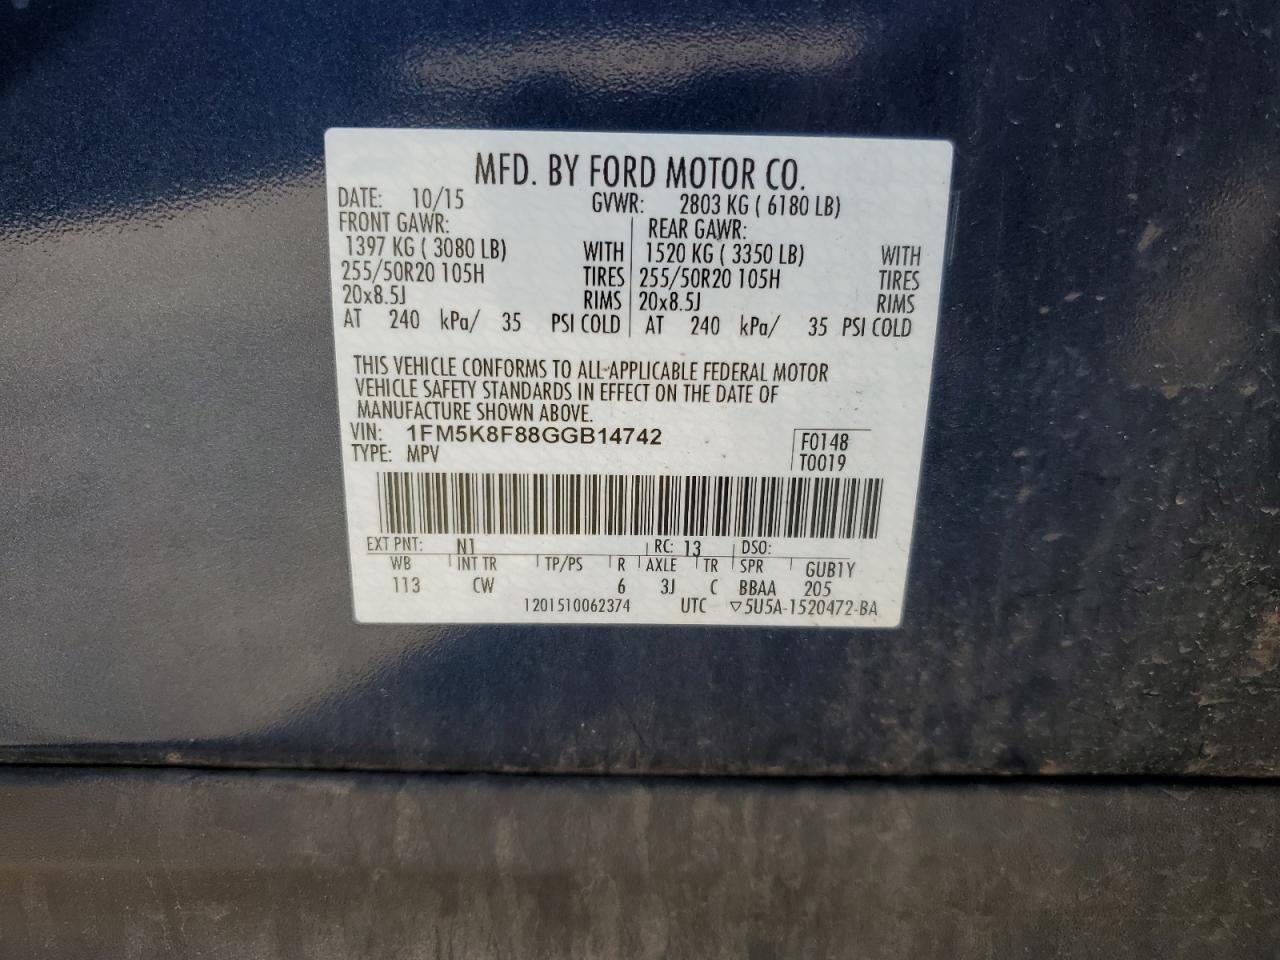 MFD. BY FORD MOTOR CO.
DATE: 10/15 GVWR: 2803 KG ( 6180 LB)
FRONT GAWR: REAR GAWR:
1397 KG ( 3080 LB) WITH 1520 KG ( 3350 LB) WITH
255/50R20 105H TIRES 255/50R20 105H TIRES
20x8.5J RIMS 20x8.5J RIMS
AT 240 kPa/ 35 PSI COLD AT 240 kPa/ 35 PSI COLD
THIS VEHICLE CONFORMS TO ALL APPLICABLE FEDERAL MOTOR
VEHICLE SAFETY STANDARDS IN EFFECT ON THE DATE OF
MANUFACTURE SHOWN ABOVE.
VIN: 1FM5K8F88GGB14742 F0148
TYPE: MPV T0019
EXT PNT: N1 RC: 13 DSO:
WB INT TR TP/PS R AXLE TR SPR GUB1Y
113 CW 6 3J C BBAA 205
1201510062374 UTC ▽5U5A-1520472-BA